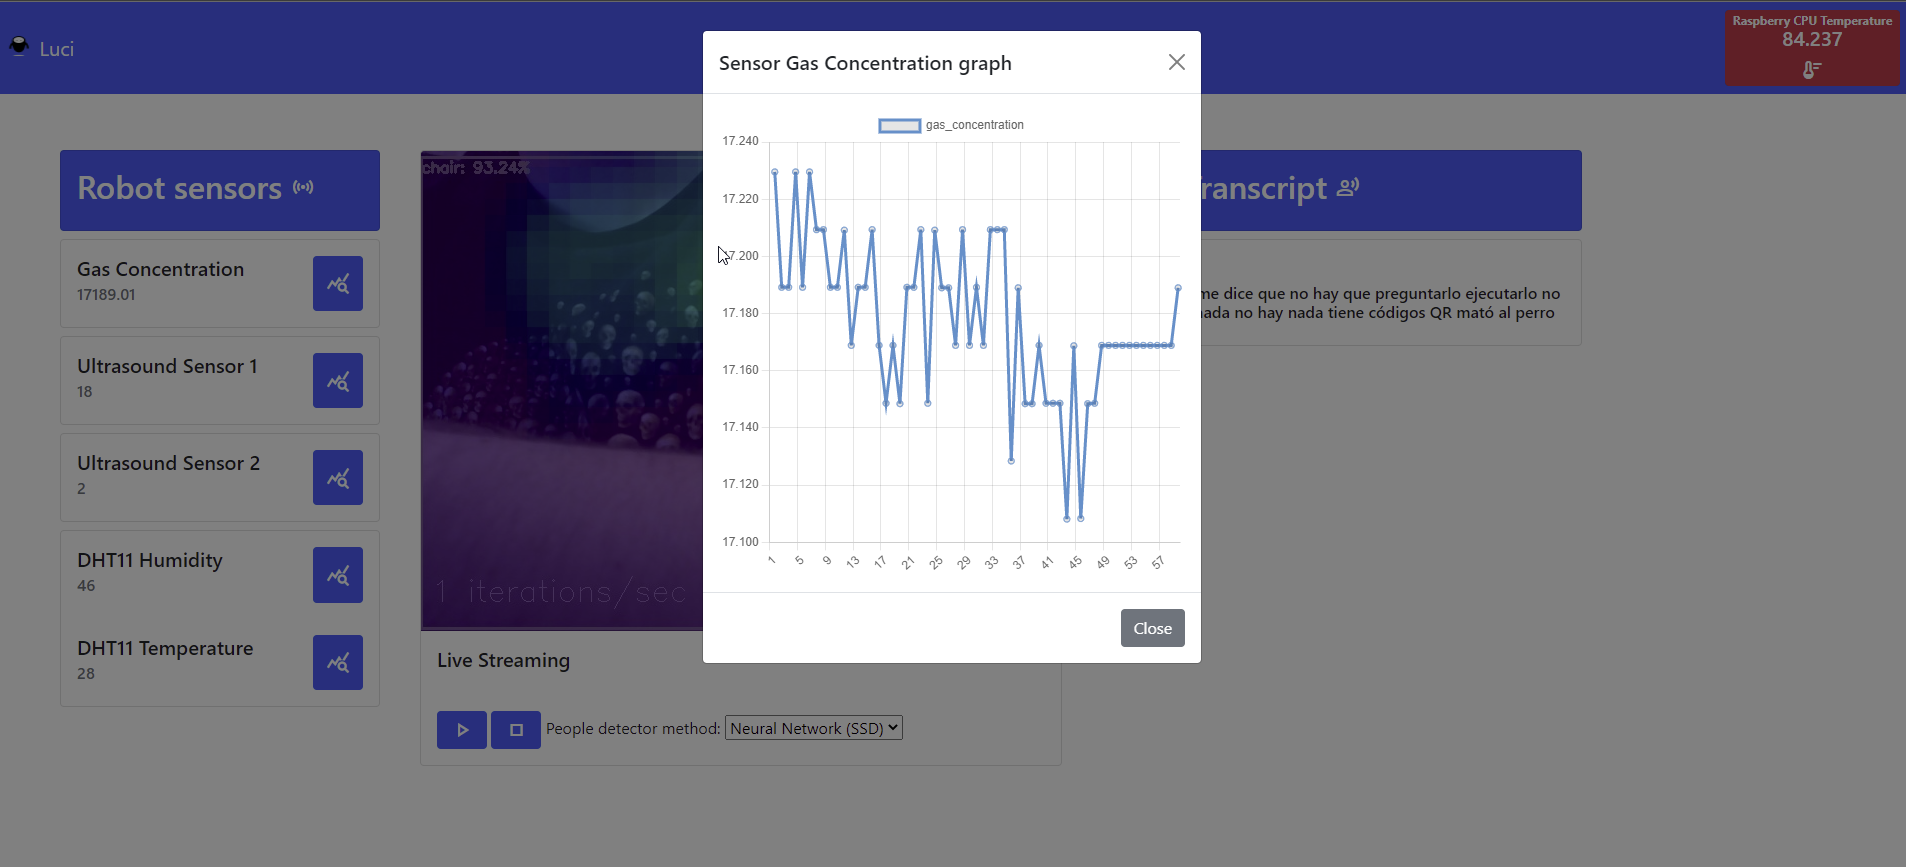 Luci
Raspberry CPU Temperature
84.237
Sensor Gas Concentration graph
gas_concentration
17.240
17.220
17.200
17.180
17.160
17.140
17.120
17.100
1 5 9 13 17 21 25 29 33 37 41 45 49 53 57
Close
Robot sensors
Gas Concentration
17189.01
Ultrasound Sensor 1
18
Ultrasound Sensor 2
2
DHT11 Humidity
46
DHT11 Temperature
28
chair: 93.24%
1 iterations/sec
Live Streaming
People detector method: Neural Network (SSD)
ranscript
me dice que no hay que preguntarlo ejecutarlo no
ada no hay nada tiene códigos QR mató al perro